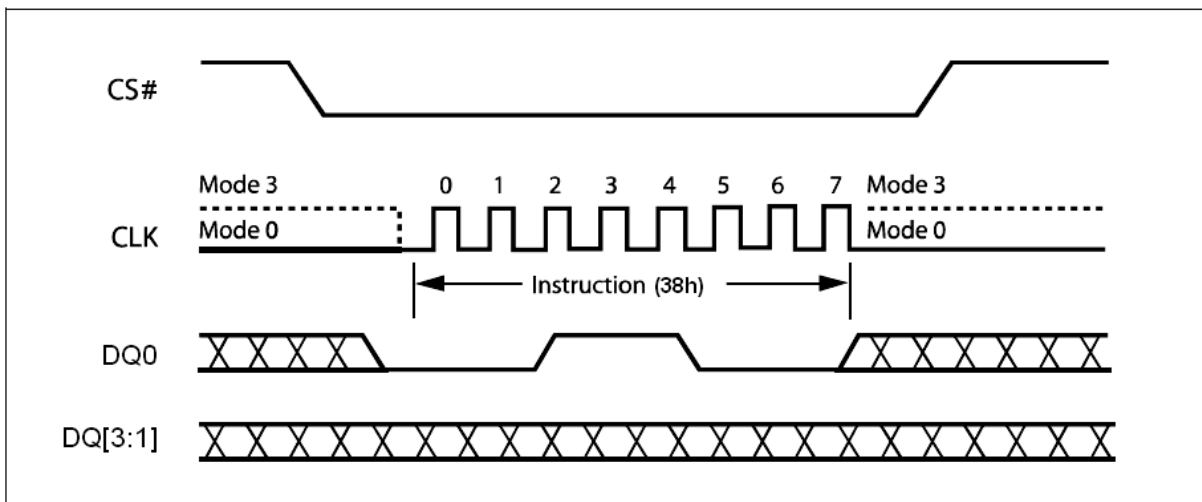 CS#
Mode 3 0 1 2 3 4 5 6 7 Mode 3
CLK Mode 0 Mode 0
Instruction (38h)
DQ0
DQ[3:1]